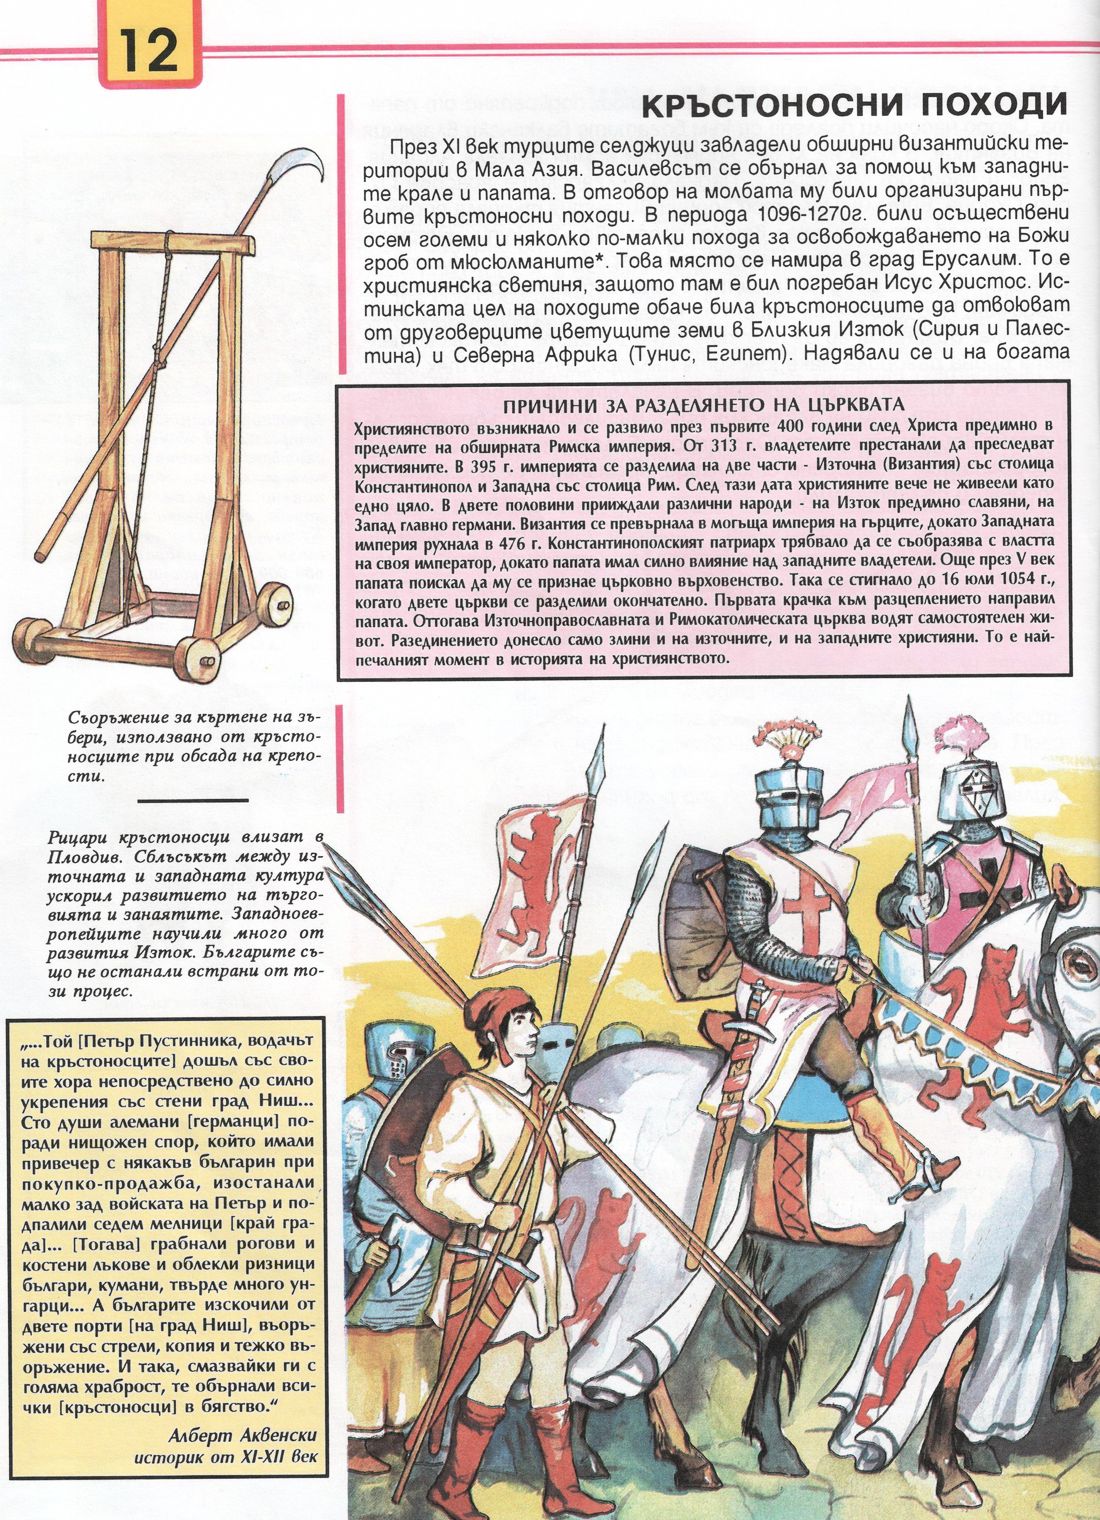 12
КРЪСТОНОСНИ ПОХОДИ
През XI век турците селджуци завладели обширни византийски те-
ритории в Мала Азия. Василевсът се обърнал за помощ към западни-
те крале и папата. В отговор на молбата му били организирани пър-
вите кръстоносни походи. В периода 1096-1270г. били осъществени
осем големи и няколко по-малки похода за освобождаването на Божи
гроб от мюсюлманите*. Това място се намира в град Ерусалим. То е
християнска светиня, защото там е бил погребан Исус Христос. Ис-
тинската цел на походите обаче била кръстоносците да отвоюват
от друговерците цветущите земи в Близкия Изток (Сирия и Палес-
тина) и Северна Африка (Тунис, Египет). Надявали се и на богата
ПРИЧИНИ ЗА РАЗДЕЛЯНЕТО НА ЦЪРКВАТА
Християнството възникнало и се развило през първите 400 години след Христа предимно в
пределите на обширната Римска империя. От 313 г. владетелите престанали да преследват
християните. В 395 г. империята се разделила на две части - Източна (Византия) със столица
Константинопол и Западна със столица Рим. След тази дата християните вече не живеели като
едно цяло. В двете половини прииждали различни народи - на Изток предимно славяни, на
Запад главно германи. Византия се превърнала в могъща империя на гърците, докато Западната
империя рухнала в 476 г. Константинополският патриарх трябвало да се съобразява с властта
на своя император, докато папата имал силно влияние над западните владетели. Още през V век
папата поискал да му се признае църковно върховенство. Така се стигнало до 16 юли 1054 г.,
когато двете църкви се разделили окончателно. Първата крачка към разцеплението направил
папата. Оттогава Източноправославната и Римокатолическата църква водят самостоятелен жи-
вот. Разединението донесло само злини и на източните, и на западните християни. То е най-
печалният момент в историята на християнството.
Съоръжение за къртене на зъ-
бери, използвано от кръсто-
носците при обсада на крепо-
сти.
Рицари кръстоносци влизат в
Пловдив. Сблъсъкът между из-
точната и западната култура
ускорил развитието на търго-
вията и занаятите. Западноев-
ропейците научили много от
развития Изток. Българите съ-
що не останали встрани от то-
зи процес.
„...Той [Петър Пустинника, водачът
на кръстоносците] дошъл със сво-
ите хора непосредствено до силно
укрепения със стени град Ниш...
Сто души алемани [германци] по-
ради нищожен спор, който имали
привечер с някакъв българин при
покупко-продажба, изостанали
малко зад войската на Петър и по-
дпалили седем мелници [край гра-
да]... [Тогава] грабнали рогови и
костени лъкове и облекли ризници
българи, кумани, твърде много ун-
гарци... А българите изскочили от
двете порти [на град Ниш], въоръ-
жени със стрели, копия и тежко въ-
оръжение. И така, смазвайки ги с
голяма храброст, те обърнали вси-
чки [кръстоносци] в бягство.“
Алберт Аквенски
историк от XI-XII век